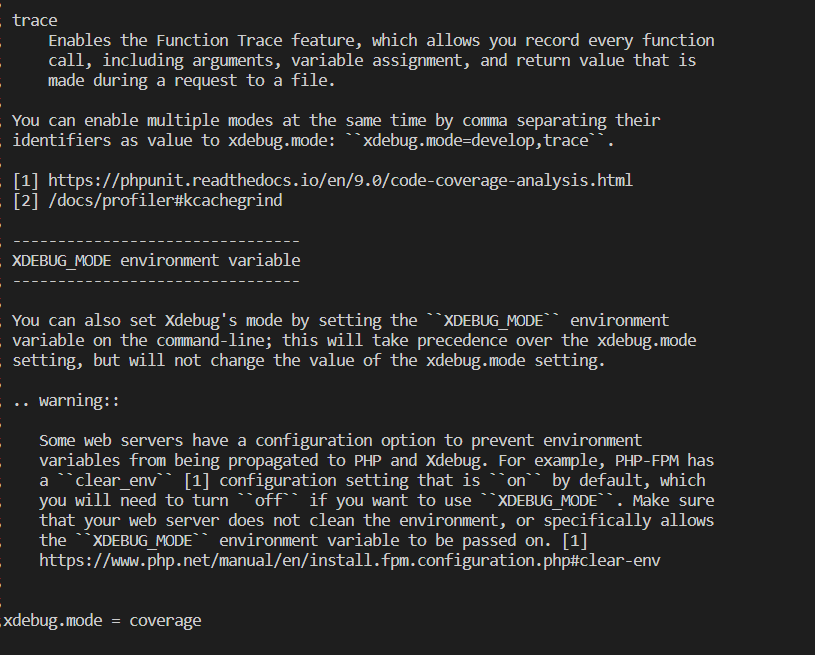 trace
Enables the Function Trace feature, which allows you record every function
call, including arguments, variable assignment, and return value that is
made during a request to a file.
You can enable multiple modes at the same time by comma separating their
identifiers as value to xdebug.mode: ``xdebug.mode=develop,trace``.
[1] https://phpunit.readthedocs.io/en/9.0/code-coverage-analysis.html
[2] /docs/profiler#kcachegrind
--------------------------------
XDEBUG_MODE environment variable
--------------------------------
You can also set Xdebug's mode by setting the ``XDEBUG_MODE`` environment
variable on the command-line; this will take precedence over the xdebug.mode
setting, but will not change the value of the xdebug.mode setting.
.. warning::
Some web servers have a configuration option to prevent environment
variables from being propagated to PHP and Xdebug. For example, PHP-FPM has
a ``clear_env`` [1] configuration setting that is ``on`` by default, which
you will need to turn ``off`` if you want to use ``XDEBUG_MODE``. Make sure
that your web server does not clean the environment, or specifically allows
the ``XDEBUG_MODE`` environment variable to be passed on. [1]
https://www.php.net/manual/en/install.fpm.configuration.php#clear-env
xdebug.mode = coverage